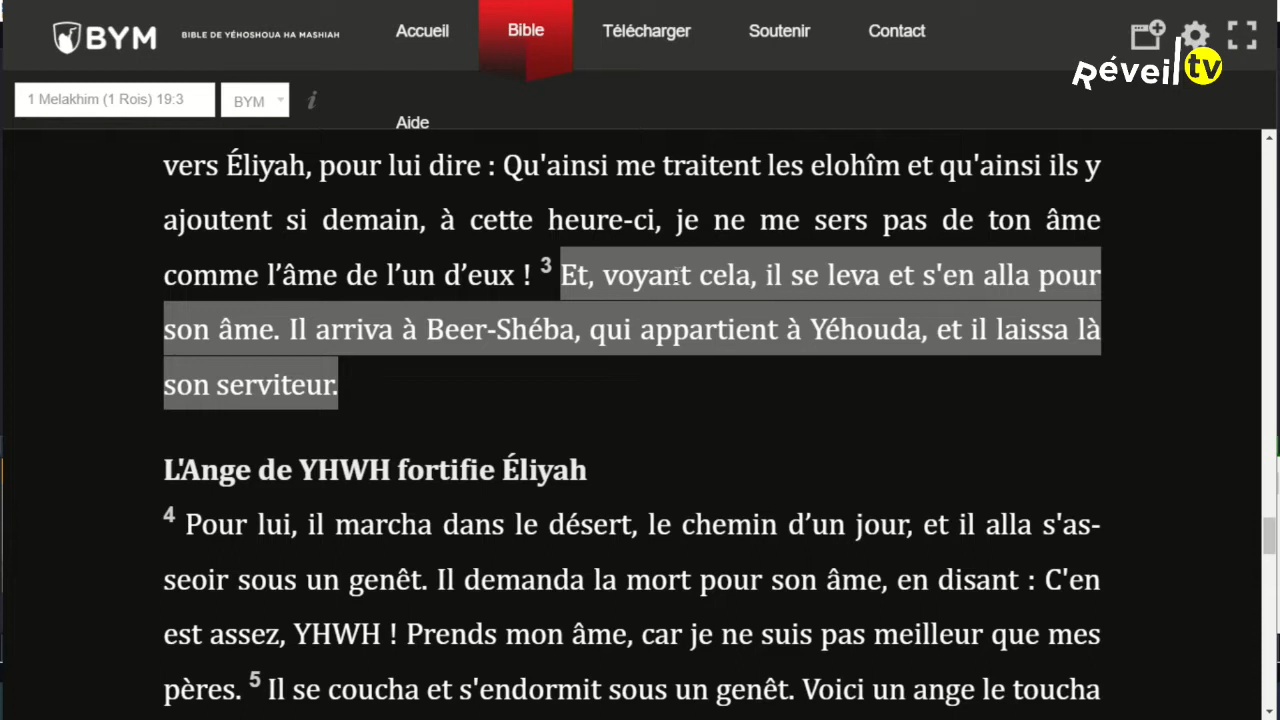 BYM
BIBLE DE YÉHOSHOUA HA MASHIAH
Accueil
Bible
Télécharger
Soutenir
Contact
Réveil tv
1 Melakhim (1 Rois) 19:3
BYM
i
Aide
vers Éliyah, pour lui dire : Qu'ainsi me traitent les elohîm et qu'ainsi ils y
ajoutent si demain, à cette heure-ci, je ne me sers pas de ton âme
comme l’âme de l’un d’eux ! 3 Et, voyant cela, il se leva et s'en alla pour
son âme. Il arriva à Beer-Shéba, qui appartient à Yéhouda, et il laissa là
son serviteur.
L'Ange de YHWH fortifie Éliyah
4 Pour lui, il marcha dans le désert, le chemin d’un jour, et il alla s'as-
seoir sous un genêt. Il demanda la mort pour son âme, en disant : C'en
est assez, YHWH ! Prends mon âme, car je ne suis pas meilleur que mes
pères. 5 Il se coucha et s'endormit sous un genêt. Voici un ange le toucha